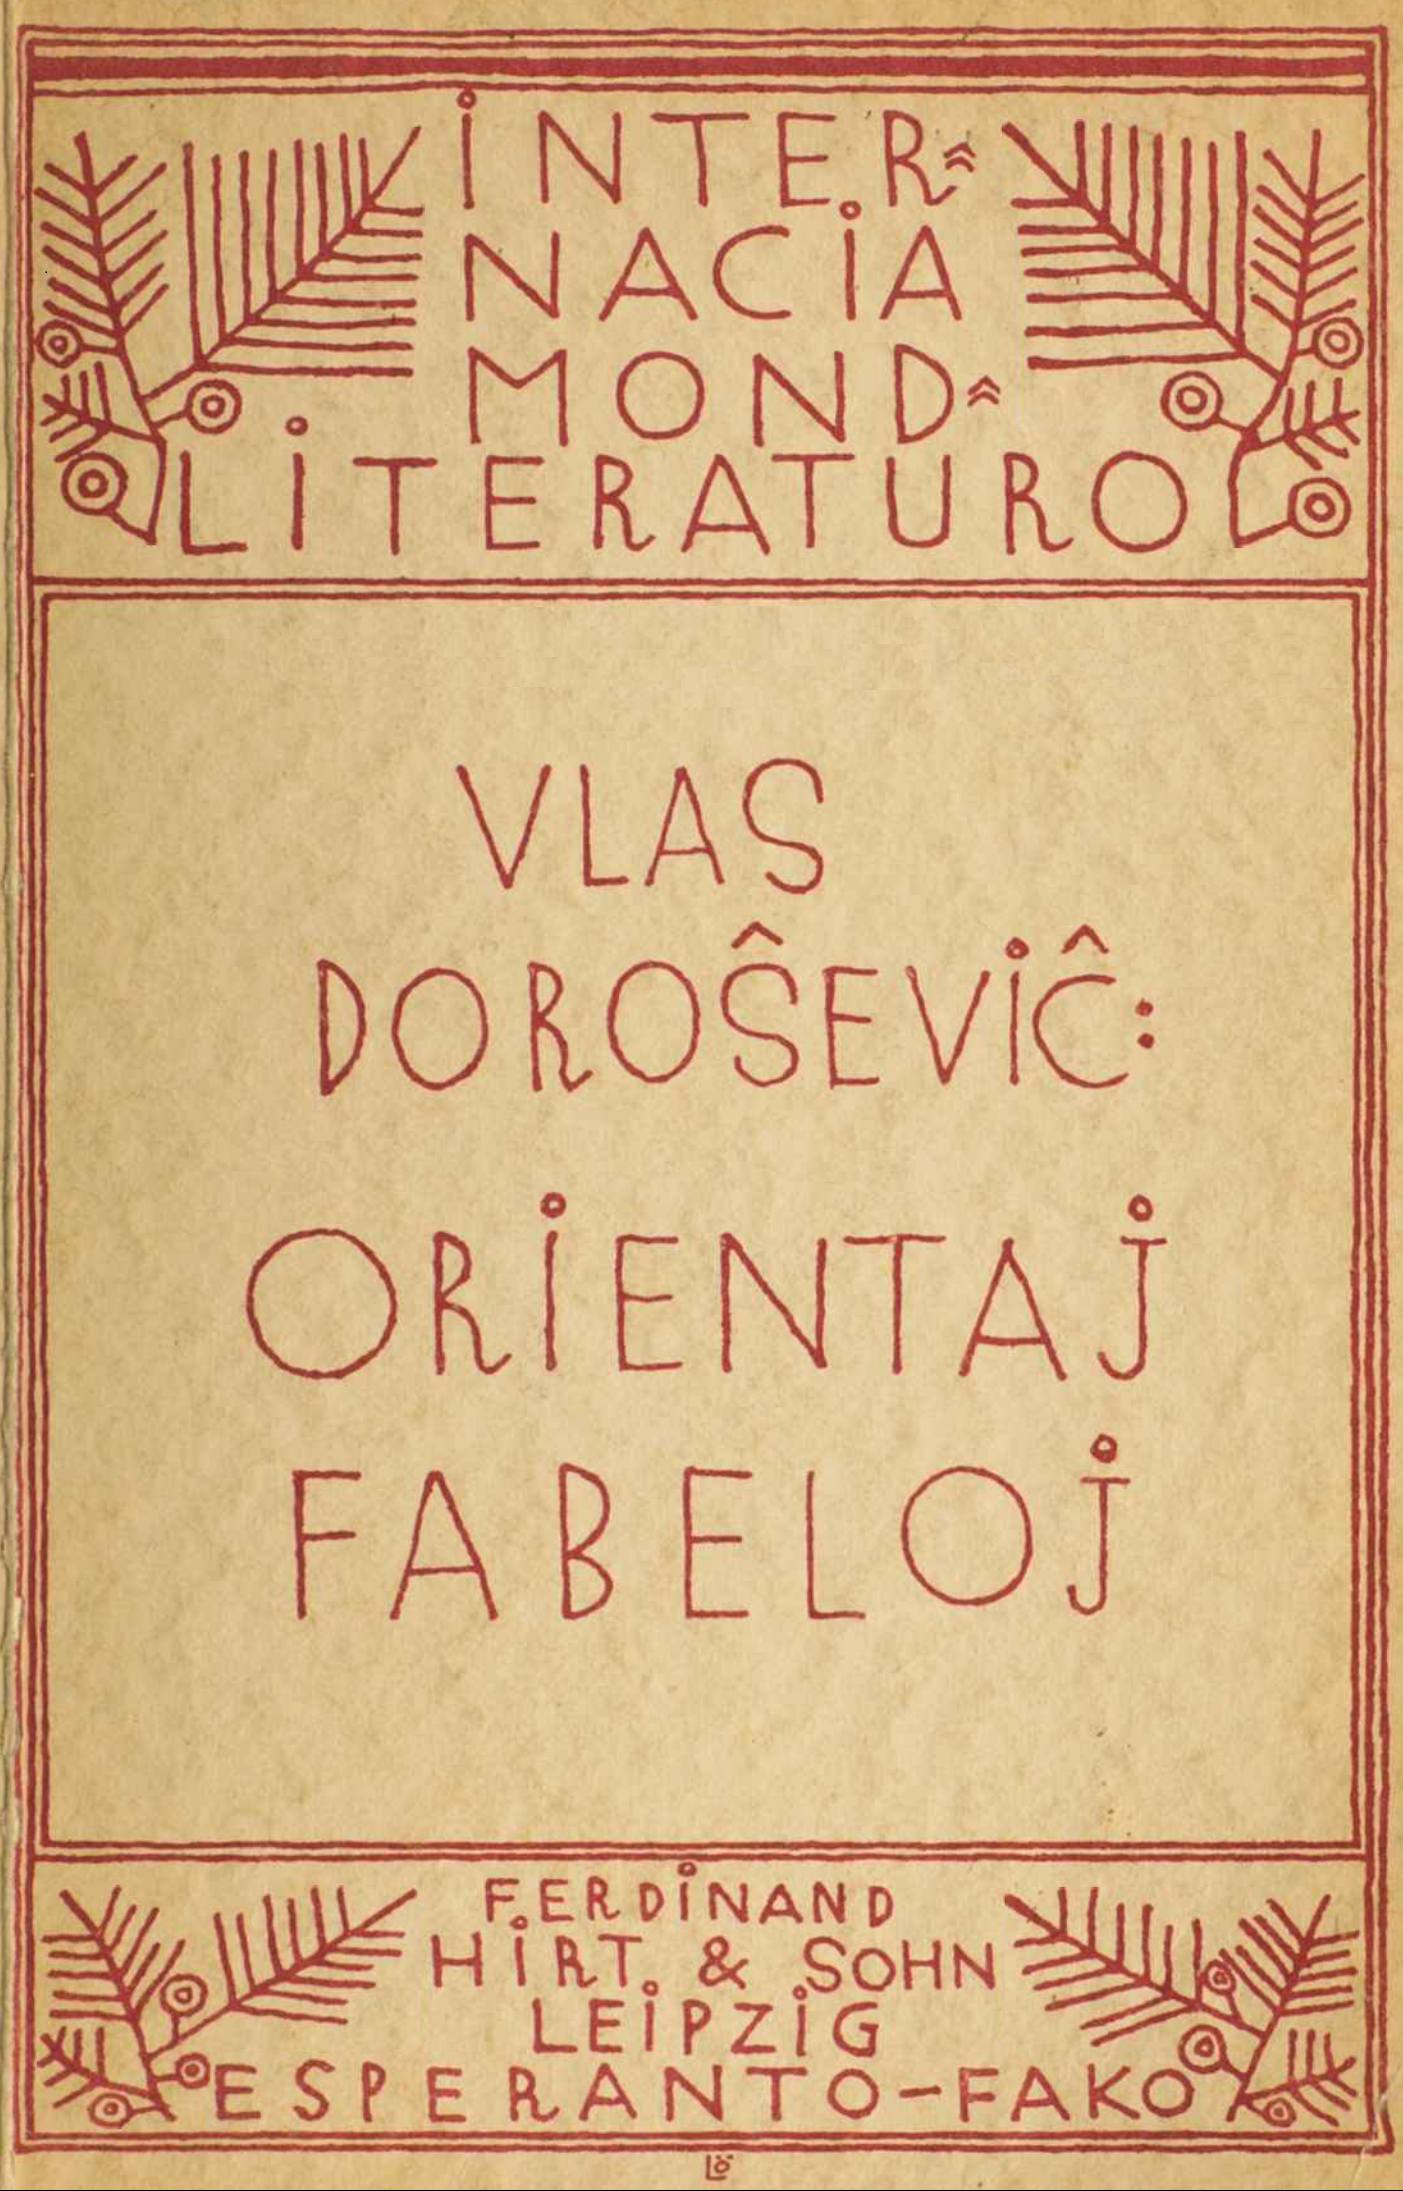 INTER=
NACIA
MOND=
LITERATURO
VLAS
DOROŜEVIĈ:
ORIENTAJ
FABELOJ
FERDINAND
HIRT & SOHN
LEIPZIG
ESPERANTO-FAKO
LÖ